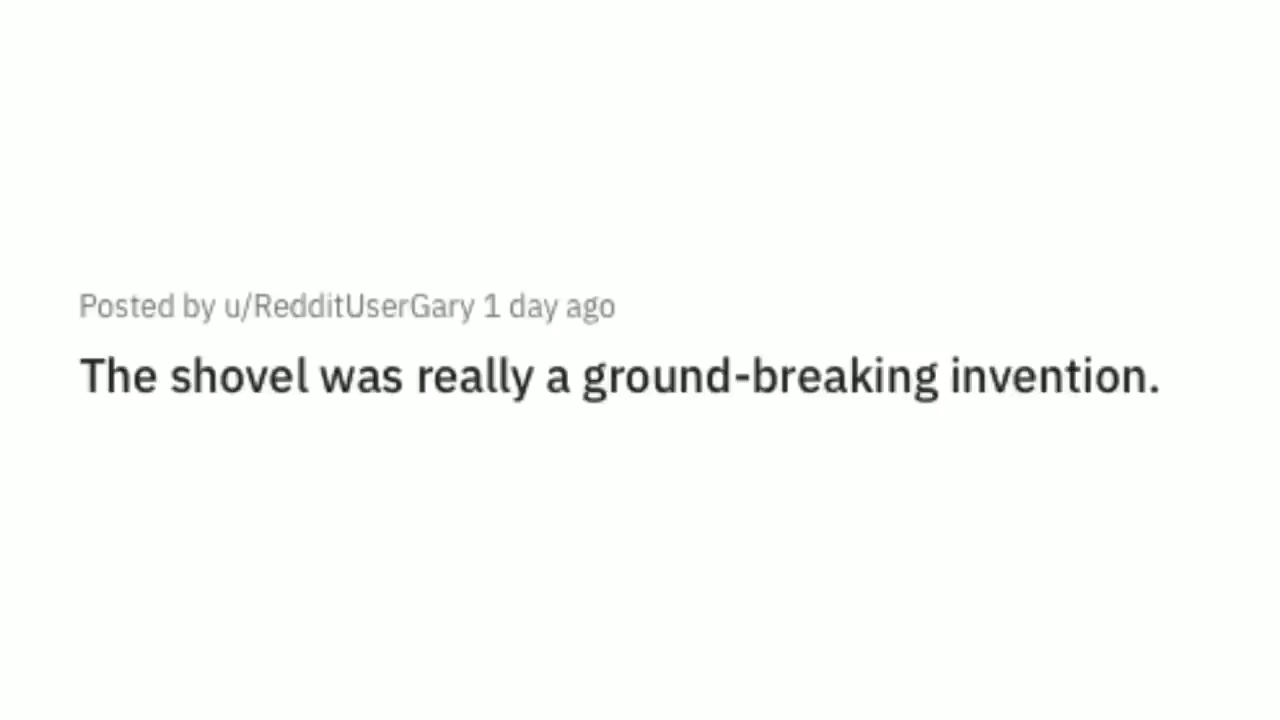 Posted by u/RedditUserGary 1 day ago
The shovel was really a ground-breaking invention.